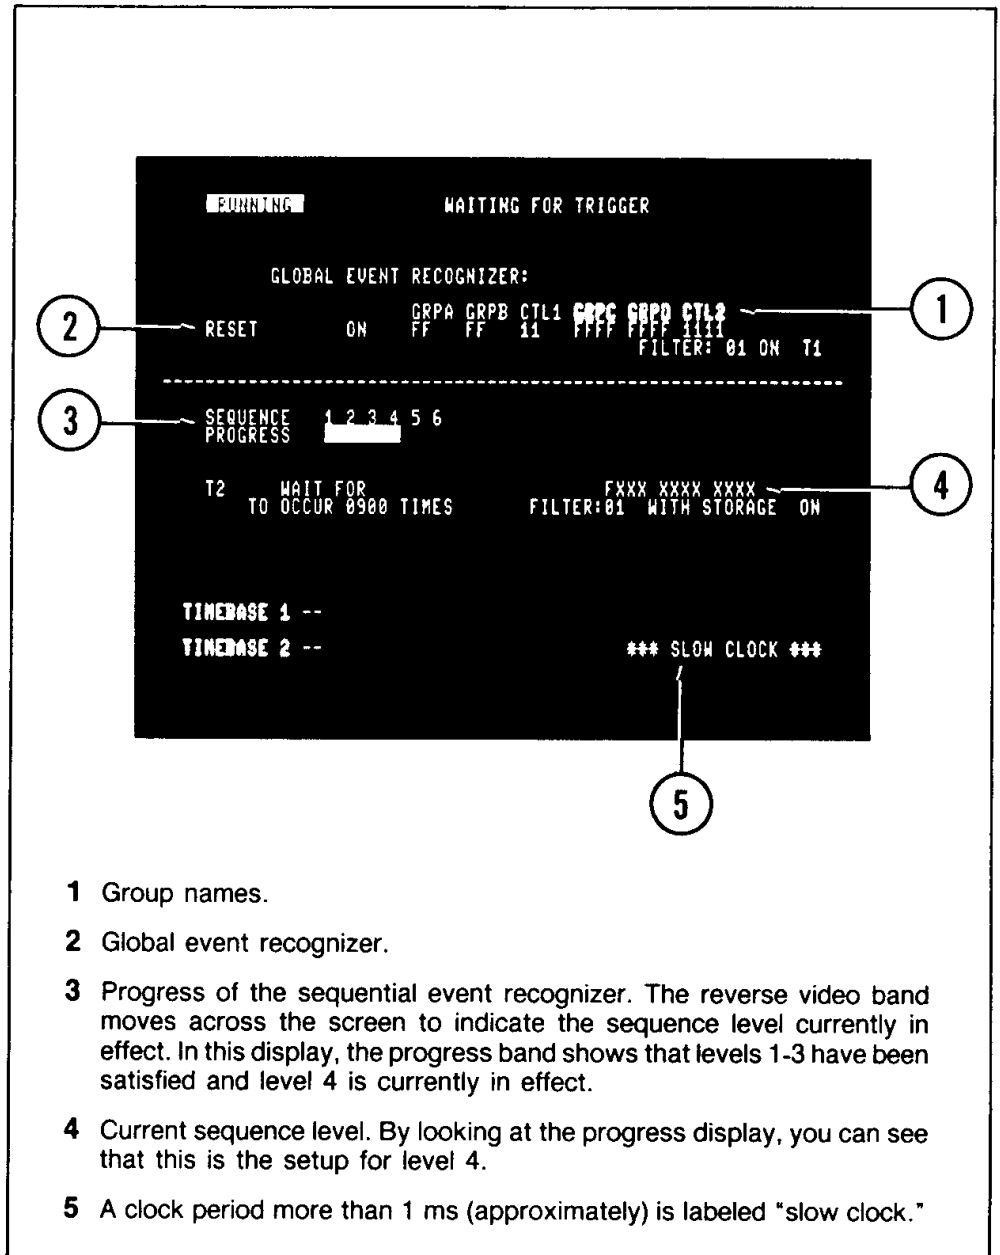 RUNNING WAITING FOR TRIGGER
GLOBAL EVENT RECOGNIZER:
GRPA GRPB CTL1 GRPC GRPD CTL2
RESET ON FF FF 11 FFFF FFFF 1111
FILTER: 01 ON T1
SEQUENCE 1 2 3 4 5 6
PROGRESS
T2 WAIT FOR FXXX XXXX XXXX
TO OCCUR 0900 TIMES FILTER:01 WITH STORAGE ON
TIMEBASE 1 --
TIMEBASE 2 -- *** SLOW CLOCK ***
1
2
3
4
5
1 Group names.
2 Global event recognizer.
3 Progress of the sequential event recognizer. The reverse video band
moves across the screen to indicate the sequence level currently in
effect. In this display, the progress band shows that levels 1-3 have been
satisfied and level 4 is currently in effect.
4 Current sequence level. By looking at the progress display, you can see
that this is the setup for level 4.
5 A clock period more than 1 ms (approximately) is labeled "slow clock."